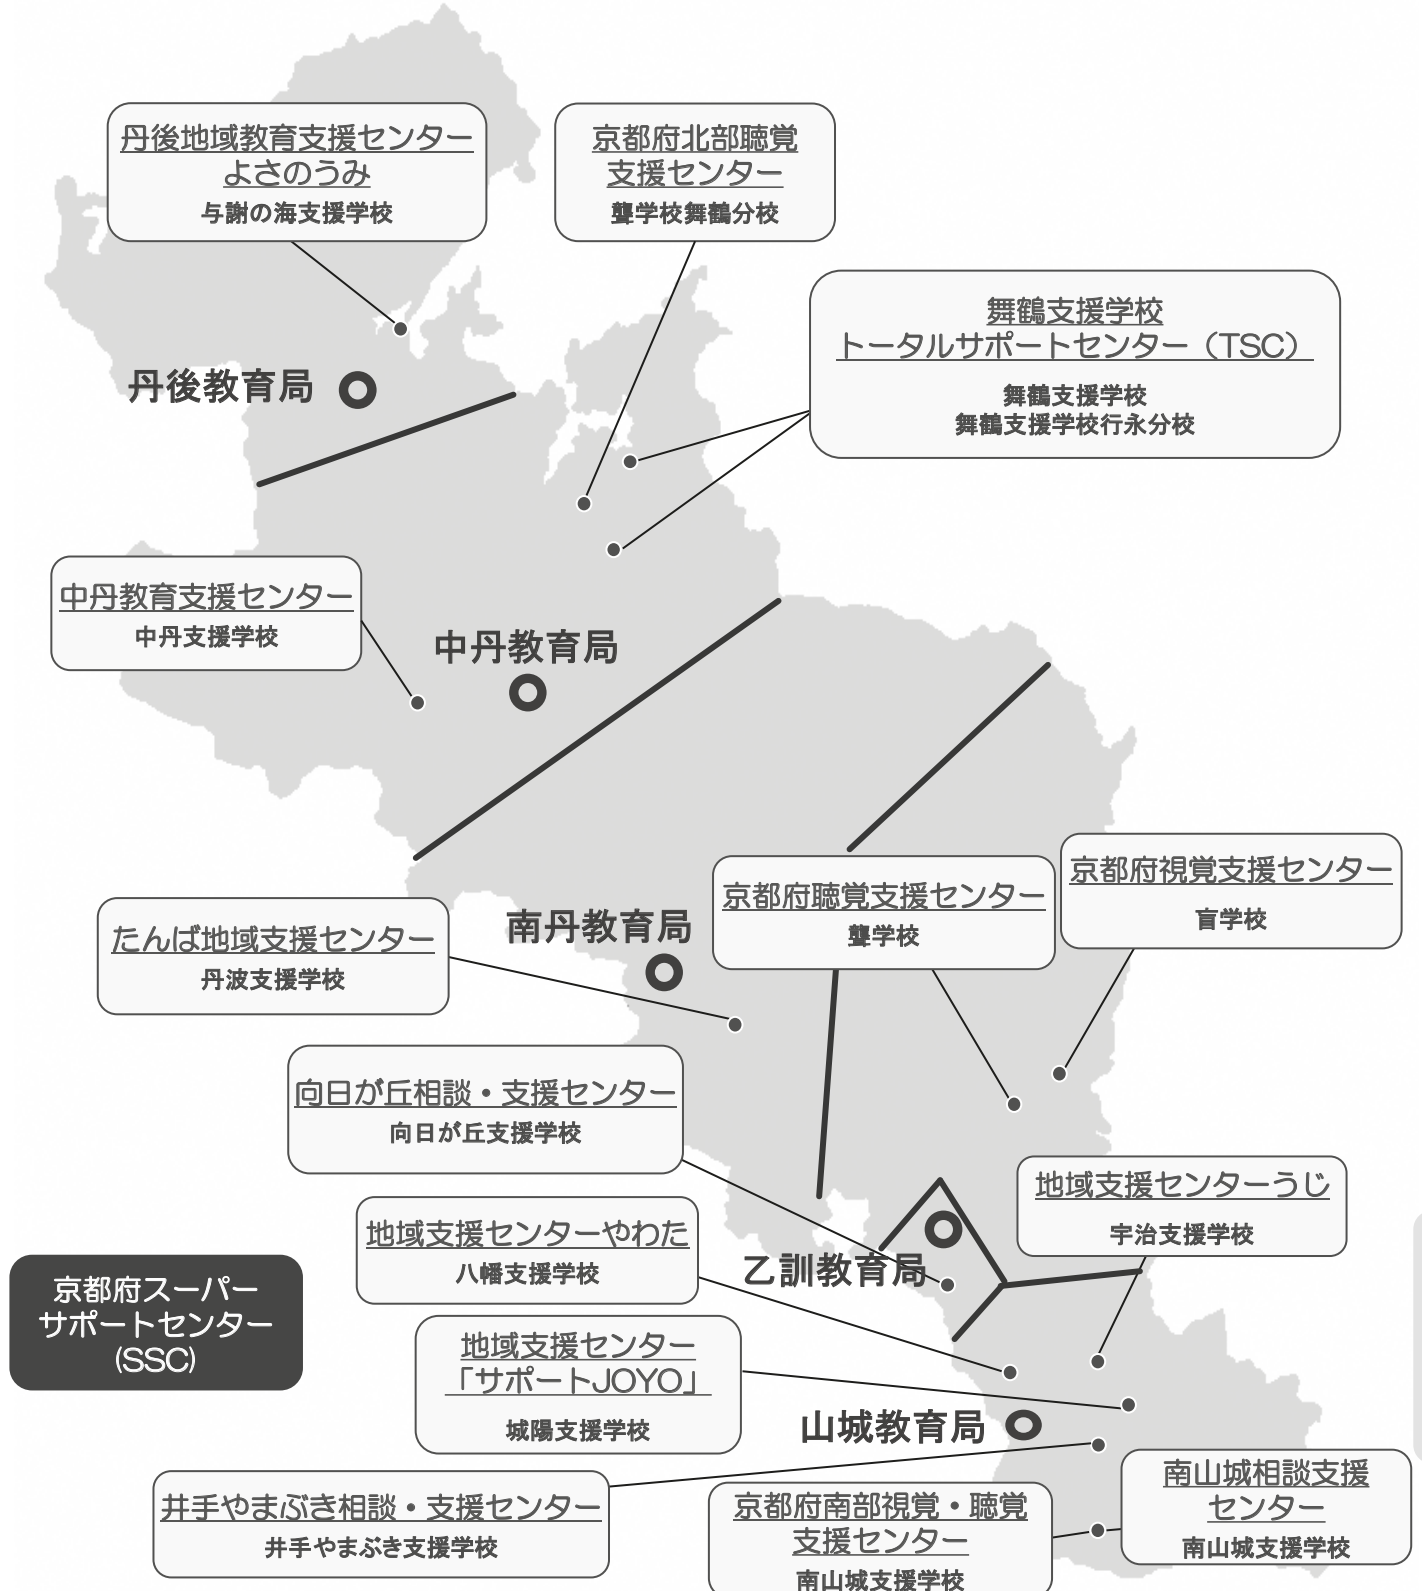 丹後地域教育支援センター
よさのうみ
与謝の海支援学校
京都府北部聴覚
支援センター
聾学校舞鶴分校
舞鶴支援学校
トータルサポートセンター（TSC）
舞鶴支援学校
舞鶴支援学校行永分校
丹後教育局
中丹教育支援センター
中丹支援学校
中丹教育局
京都府視覚支援センター
盲学校
京都府聴覚支援センター
聾学校
南丹教育局
たんば地域支援センター
丹波支援学校
向日が丘相談・支援センター
向日が丘支援学校
地域支援センターうじ
宇治支援学校
地域支援センターやわた
八幡支援学校
乙訓教育局
京都府スーパー
サポートセンター
(SSC)
地域支援センター
「サポートJOYO」
城陽支援学校
山城教育局
井手やまぶき相談・支援センター
井手やまぶき支援学校
京都府南部視覚・聴覚
支援センター
南山城支援学校
南山城相談支援
センター
南山城支援学校